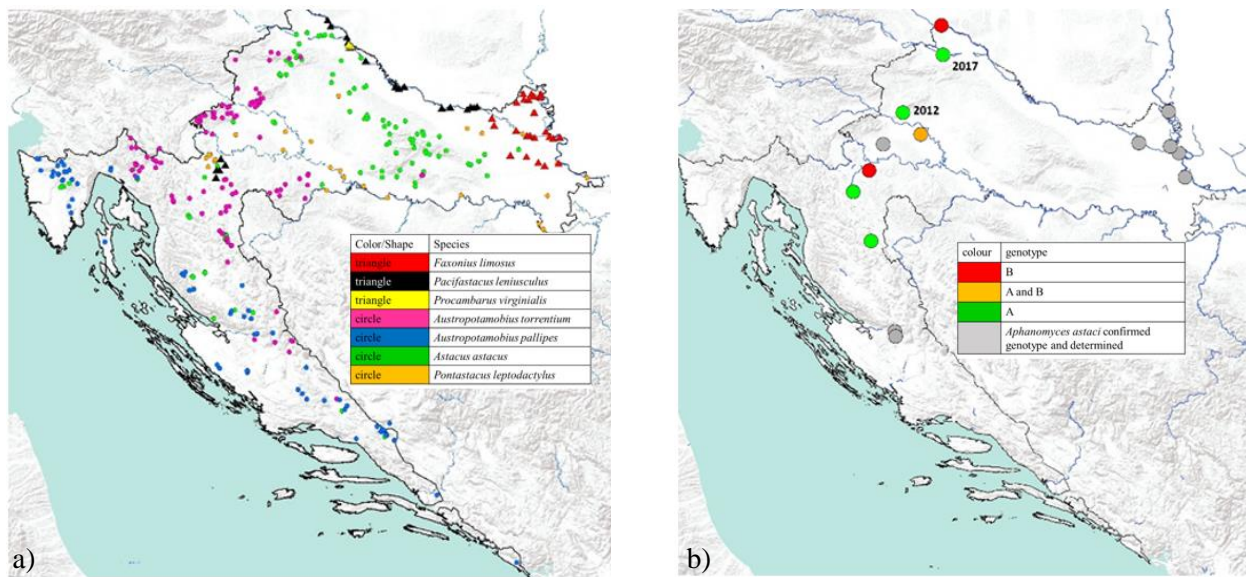 Color/Shape Species
triangle Faxonius limosus
triangle Pacifastacus leniusculus
triangle Procambarus virginialis
circle Austropotamobius torrentium
circle Austropotamobius pallipes
circle Astacus astacus
circle Pontastacus leptodactylus
a)
2017
2012
colour genotype
B
A and B
A
Aphanomyces astaci confirmed
genotype and determined
b)